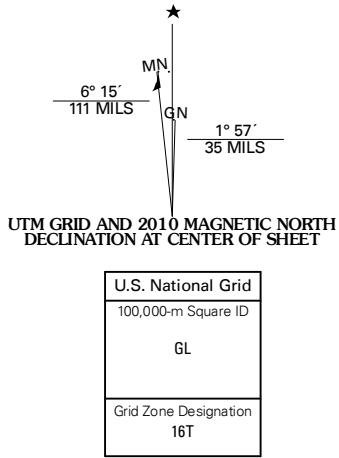 ★
MN.
6° 15´
111 MILS
GN
1° 57´
35 MILS
UTM GRID AND 2010 MAGNETIC NORTH
DECLINATION AT CENTER OF SHEET
U.S. National Grid
100,000-m Square ID
GL
Grid Zone Designation
16T